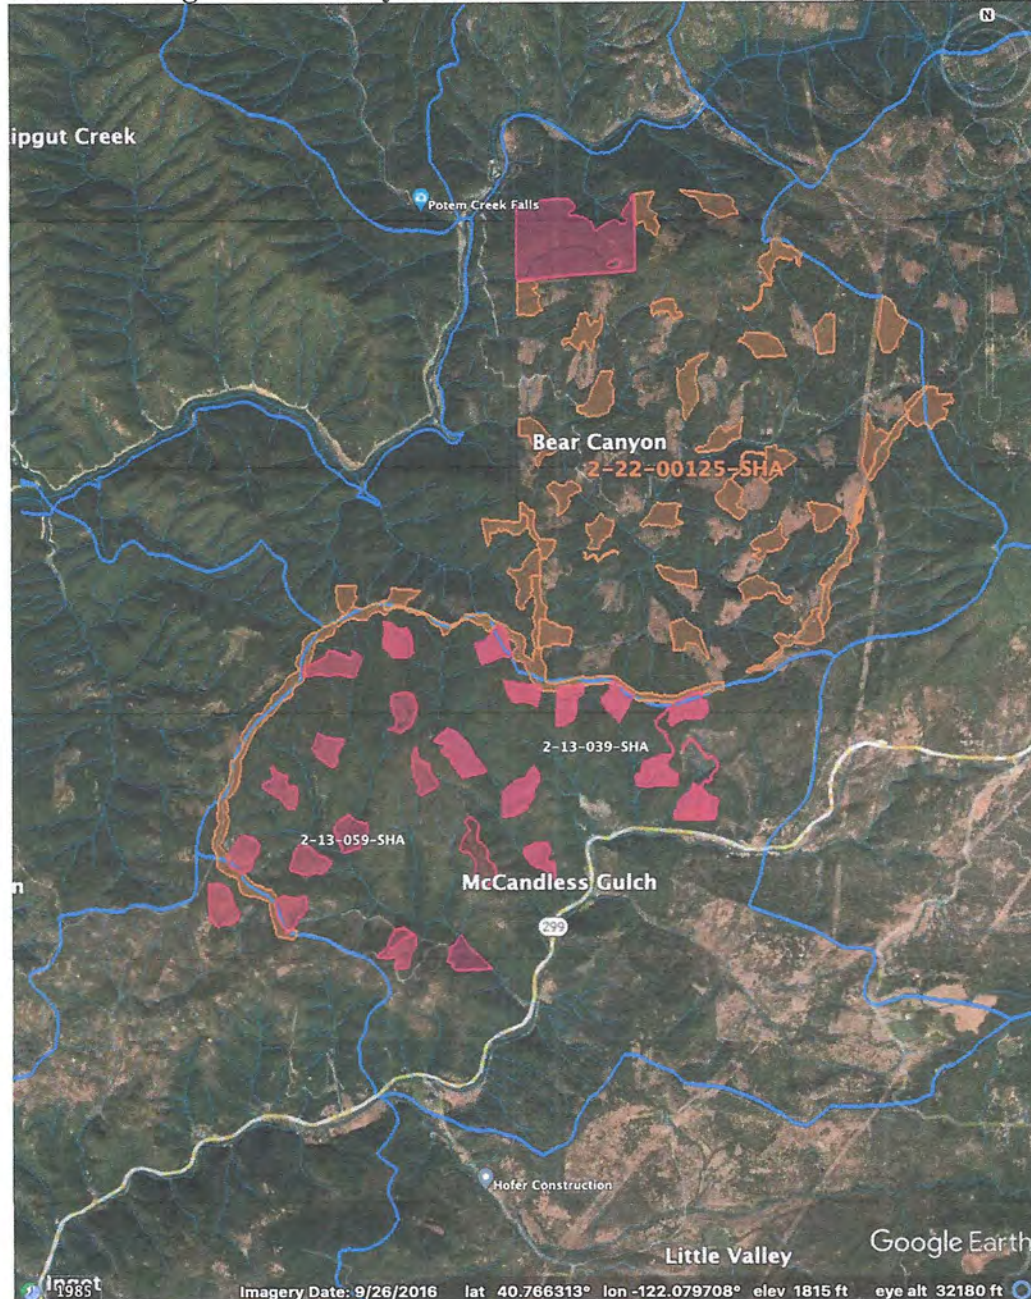 N
ipgut Creek
Potem Creek Falls
Bear Canyon
2-22-00125-SHA
2-13-039-SHA
2-13-059-SHA
n
McCandless Gulch
299
Hofer Construction
Google Earth
Little Valley
Ingot
1985
Imagery Date: 9/26/2016 lat 40.766313° lon -122.079708° elev 1815 ft eye alt 32180 ft